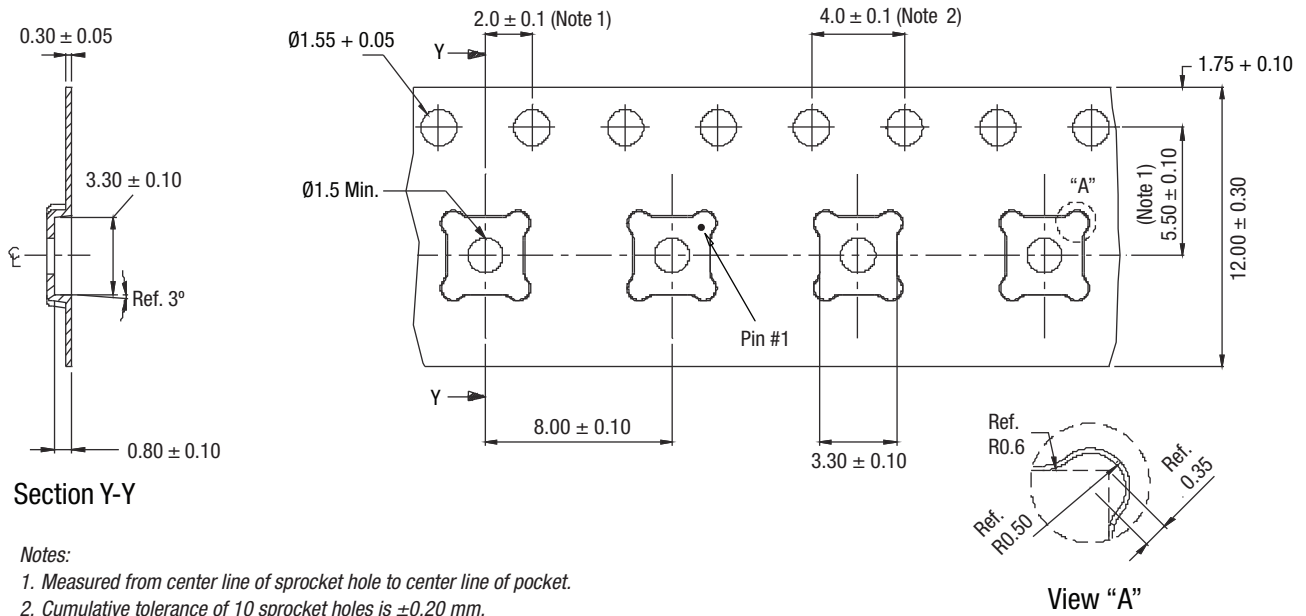 0.30 ± 0.05
2.0 ± 0.1 (Note 1)
4.0 ± 0.1 (Note 2)
Ø1.55 + 0.05
Y
1.75 + 0.10
3.30 ± 0.10
Ø1.5 Min.
"A"
(Note 1)
5.50 ± 0.10
12.00 ± 0.30
Ref. 3º
Pin #1
Y
8.00 ± 0.10
0.80 ± 0.10
3.30 ± 0.10
Ref.
R0.6
Ref.
0.35
Ref.
R0.50
Section Y-Y
View "A"
Notes:
1. Measured from center line of sprocket hole to center line of pocket.
2. Cumulative tolerance of 10 sprocket holes is ±0.20 mm.